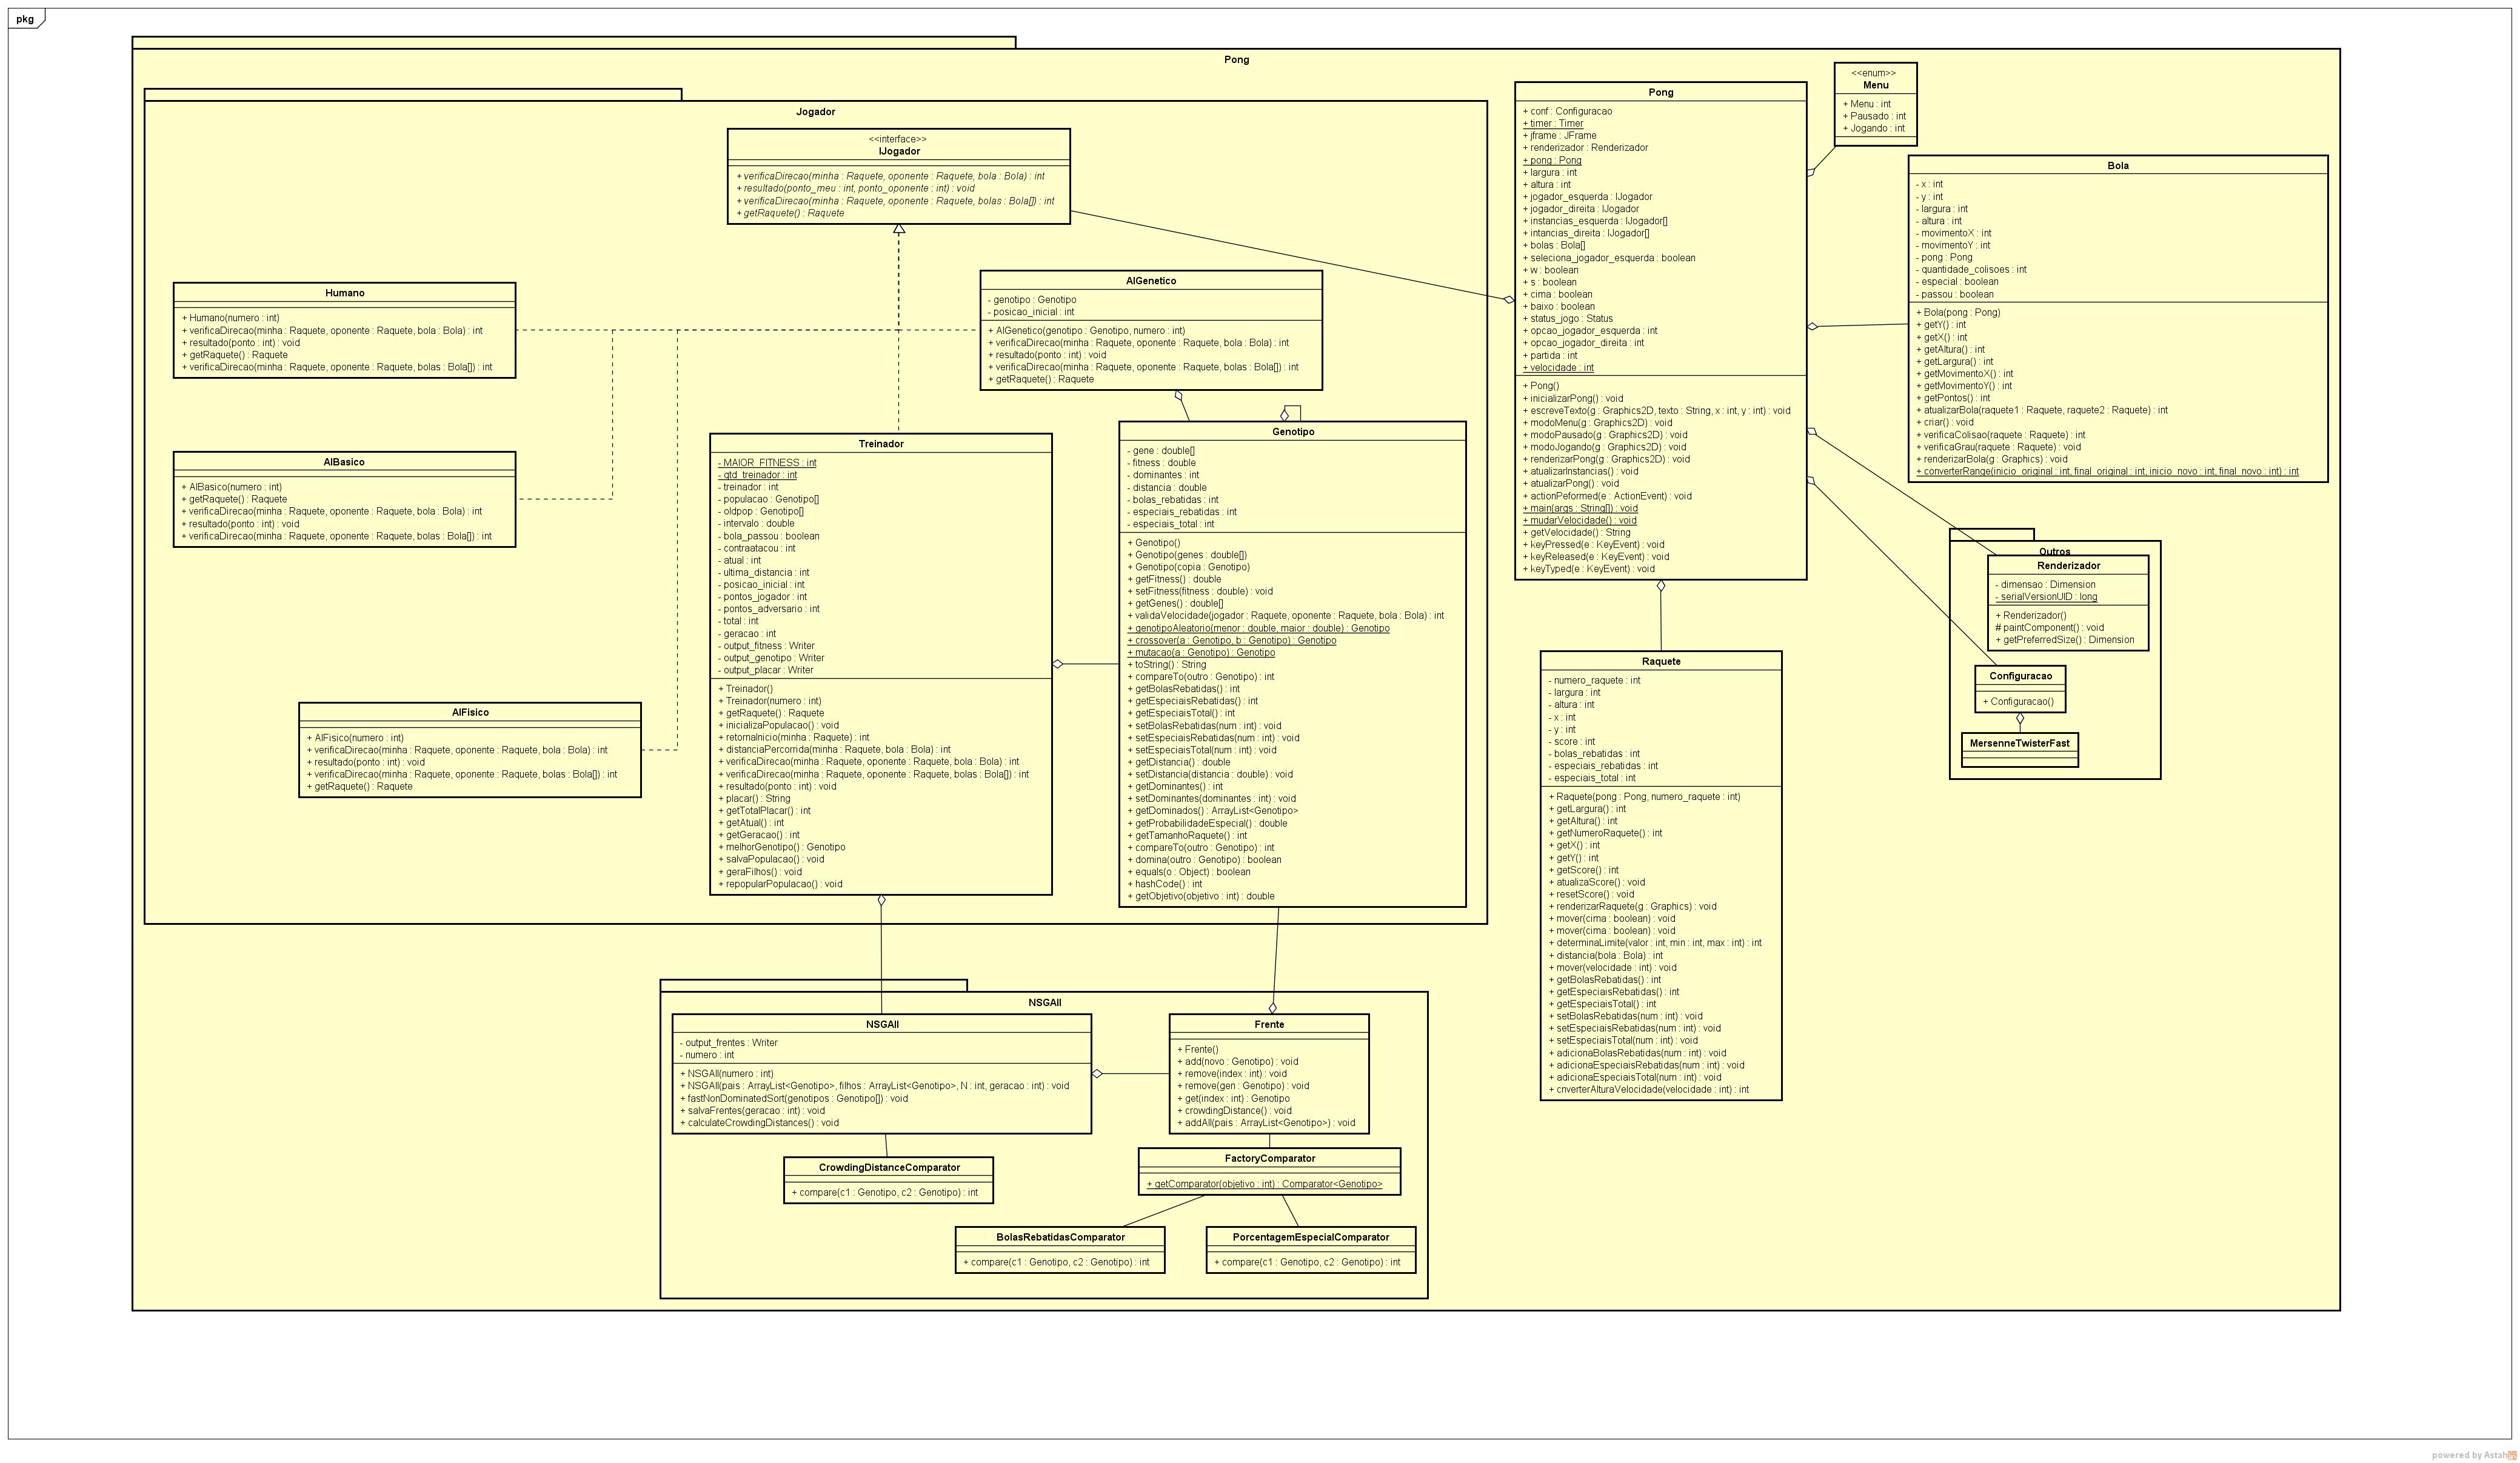 pkg
Pong
Jogador
<<interface>>
IJogador
+ verificaDirecao(minha : Raquete, oponente : Raquete, bola : Bola) : int
+ resultado(ponto_meu : int, ponto_oponente : int) : void
+ verificaDirecao(minha : Raquete, oponente : Raquete, bolas : Bola[]) : int
+ getRaquete() : Raquete
Humano
+ Humano(numero : int)
+ verificaDirecao(minha : Raquete, oponente : Raquete, bola : Bola) : int
+ resultado(ponto : int) : void
+ getRaquete() : Raquete
+ verificaDirecao(minha : Raquete, oponente : Raquete, bolas : Bola[]) : int
AIBasico
+ AIBasico(numero : int)
+ getRaquete() : Raquete
+ verificaDirecao(minha : Raquete, oponente : Raquete, bola : Bola) : int
+ resultado(ponto : int) : void
+ verificaDirecao(minha : Raquete, oponente : Raquete, bolas : Bola[]) : int
AIFisico
+ AIFisico(numero : int)
+ verificaDirecao(minha : Raquete, oponente : Raquete, bola : Bola) : int
+ resultado(ponto : int) : void
+ verificaDirecao(minha : Raquete, oponente : Raquete, bolas : Bola[]) : int
+ getRaquete() : Raquete
AIGenetico
- genotipo : Genotipo
- posicao_inicial : int
+ AIGenetico(genotipo : Genotipo, numero : int)
+ verificaDirecao(minha : Raquete, oponente : Raquete, bola : Bola) : int
+ resultado(ponto : int) : void
+ verificaDirecao(minha : Raquete, oponente : Raquete, bolas : Bola[]) : int
+ getRaquete() : Raquete
Treinador
- MAIOR_FITNESS : int
- qtd_treinador : int
- treinador : int
- populacao : Genotipo[]
- oldpop : Genotipo[]
- intervalo : double
- bola_passou : boolean
- contraatacou : int
- atual : int
- ultima_distancia : int
- posicao_inicial : int
- pontos_jogador : int
- pontos_adversario : int
- total : int
- geracao : int
- output_fitness : Writer
- output_genotipo : Writer
- output_placar : Writer
+ Treinador()
+ Treinador(numero : int)
+ getRaquete() : Raquete
+ inicializaPopulacao() : void
+ retornaInicio(minha : Raquete) : int
+ distanciaPercorrida(minha : Raquete, bola : Bola) : int
+ verificaDirecao(minha : Raquete, oponente : Raquete, bola : Bola) : int
+ verificaDirecao(minha : Raquete, oponente : Raquete, bolas : Bola[]) : int
+ resultado(ponto : int) : void
+ placar() : String
+ getTotalPlacar() : int
+ getAtual() : int
+ getGeracao() : int
+ melhorGenotipo() : Genotipo
+ salvaPopulacao() : void
+ geraFilhos() : void
+ repopularPopulacao() : void
Genotipo
- gene : double[]
- fitness : double
- dominantes : int
- distancia : double
- bolas_rebatidas : int
- especiais_rebatidas : int
- especiais_total : int
+ Genotipo()
+ Genotipo(genes : double[])
+ Genotipo(copia : Genotipo)
+ getFitness() : double
+ setFitness(fitness : double) : void
+ getGenes() : double[]
+ validaVelocidade(jogador : Raquete, oponente : Raquete, bola : Bola) : int
+ genotipoAleatorio(menor : double, maior : double) : Genotipo
+ crossover(a : Genotipo, b : Genotipo) : Genotipo
+ mutacao(a : Genotipo) : Genotipo
+ toString() : String
+ compareTo(outro : Genotipo) : int
+ getBolasRebatidas() : int
+ getEspeciaisRebatidas() : int
+ getEspeciaisTotal() : int
+ setBolasRebatidas(num : int) : void
+ setEspeciaisRebatidas(num : int) : void
+ setEspeciaisTotal(num : int) : void
+ getDistancia() : double
+ setDistancia(distancia : double) : void
+ getDominantes() : int
+ setDominantes(dominantes : int) : void
+ getDominados() : ArrayList<Genotipo>
+ getProbabilidadeEspecial() : double
+ getTamanhoRaquete() : int
+ compareTo(outro : Genotipo) : int
+ domina(outro : Genotipo) : boolean
+ equals(o : Object) : boolean
+ hashCode() : int
+ getObjetivo(objetivo : int) : double
Pong
+ conf : Configuracao
+ timer : Timer
+ jframe : JFrame
+ renderizador : Renderizador
+ pong : Pong
+ largura : int
+ altura : int
+ jogador_esquerda : IJogador
+ jogador_direita : IJogador
+ instancias_esquerda : IJogador[]
+ intancias_direita : IJogador[]
+ bolas : Bola[]
+ seleciona_jogador_esquerda : boolean
+ w : boolean
+ s : boolean
+ cima : boolean
+ baixo : boolean
+ status_jogo : Status
+ opcao_jogador_esquerda : int
+ opcao_jogador_direita : int
+ partida : int
+ velocidade : int
+ Pong()
+ inicializarPong() : void
+ escreveTexto(g : Graphics2D, texto : String, x : int, y : int) : void
+ modoMenu(g : Graphics2D) : void
+ modoPausado(g : Graphics2D) : void
+ modoJogando(g : Graphics2D) : void
+ renderizarPong(g : Graphics2D) : void
+ atualizarInstancias() : void
+ atualizarPong() : void
+ actionPeformed(e : ActionEvent) : void
+ main(args : String[]) : void
+ mudarVelocidade() : void
+ getVelocidade() : String
+ keyPressed(e : KeyEvent) : void
+ keyReleased(e : KeyEvent) : void
+ keyTyped(e : KeyEvent) : void
<<enum>>
Menu
+ Menu : int
+ Pausado : int
+ Jogando : int
Bola
- x : int
- y : int
- largura : int
- altura : int
- movimentoX : int
- movimentoY : int
- pong : Pong
- quantidade_colisoes : int
- especial : boolean
- passou : boolean
+ Bola(pong : Pong)
+ getY() : int
+ getX() : int
+ getAltura() : int
+ getLargura() : int
+ getMovimentoX() : int
+ getMovimentoY() : int
+ getPontos() : int
+ atualizarBola(raquete1 : Raquete, raquete2 : Raquete) : int
+ criar() : void
+ verificaColisao(raquete : Raquete) : int
+ verificaGrau(raquete : Raquete) : void
+ renderizarBola(g : Graphics) : void
+ converterRange(inicio_original : int, final_original : int, inicio_novo : int, final_novo : int) : int
Outros
Renderizador
- dimensao : Dimension
- serialVersionUID : long
+ Renderizador()
# paintComponent() : void
+ getPreferredSize() : Dimension
Configuracao
+ Configuracao()
MersenneTwisterFast
Raquete
- numero_raquete : int
- largura : int
- altura : int
- x : int
- y : int
- score : int
- bolas_rebatidas : int
- especiais_rebatidas : int
- especiais_total : int
+ Raquete(pong : Pong, numero_raquete : int)
+ getLargura() : int
+ getAltura() : int
+ getNumeroRaquete() : int
+ getX() : int
+ getY() : int
+ getScore() : int
+ atualizaScore() : void
+ resetScore() : void
+ renderizarRaquete(g : Graphics) : void
+ mover(cima : boolean) : void
+ mover(cima : boolean) : void
+ determinaLimite(valor : int, min : int, max : int) : int
+ distancia(bola : Bola) : int
+ mover(velocidade : int) : void
+ getBolasRebatidas() : int
+ getEspeciaisRebatidas() : int
+ getEspeciaisTotal() : int
+ setBolasRebatidas(num : int) : void
+ setEspeciaisRebatidas(num : int) : void
+ setEspeciaisTotal(num : int) : void
+ adicionaBolasRebatidas(num : int) : void
+ adicionaEspeciaisRebatidas(num : int) : void
+ adicionaEspeciaisTotal(num : int) : void
+ cnverterAlturaVelocidade(velocidade : int) : int
NSGAII
NSGAII
- output_frentes : Writer
- numero : int
+ NSGAII(numero : int)
+ NSGAII(pais : ArrayList<Genotipo>, filhos : ArrayList<Genotipo>, N : int, geracao : int) : void
+ fastNonDominatedSort(genotipos : Genotipo[]) : void
+ salvaFrentes(geracao : int) : void
+ calculateCrowdingDistances() : void
Frente
+ Frente()
+ add(novo : Genotipo) : void
+ remove(index : int) : void
+ remove(gen : Genotipo) : void
+ get(index : int) : Genotipo
+ crowdingDistance() : void
+ addAll(pais : ArrayList<Genotipo>) : void
CrowdingDistanceComparator
+ compare(c1 : Genotipo, c2 : Genotipo) : int
FactoryComparator
+ getComparator(objetivo : int) : Comparator<Genotipo>
BolasRebatidasComparator
+ compare(c1 : Genotipo, c2 : Genotipo) : int
PorcentagemEspecialComparator
+ compare(c1 : Genotipo, c2 : Genotipo) : int
powered by Astah